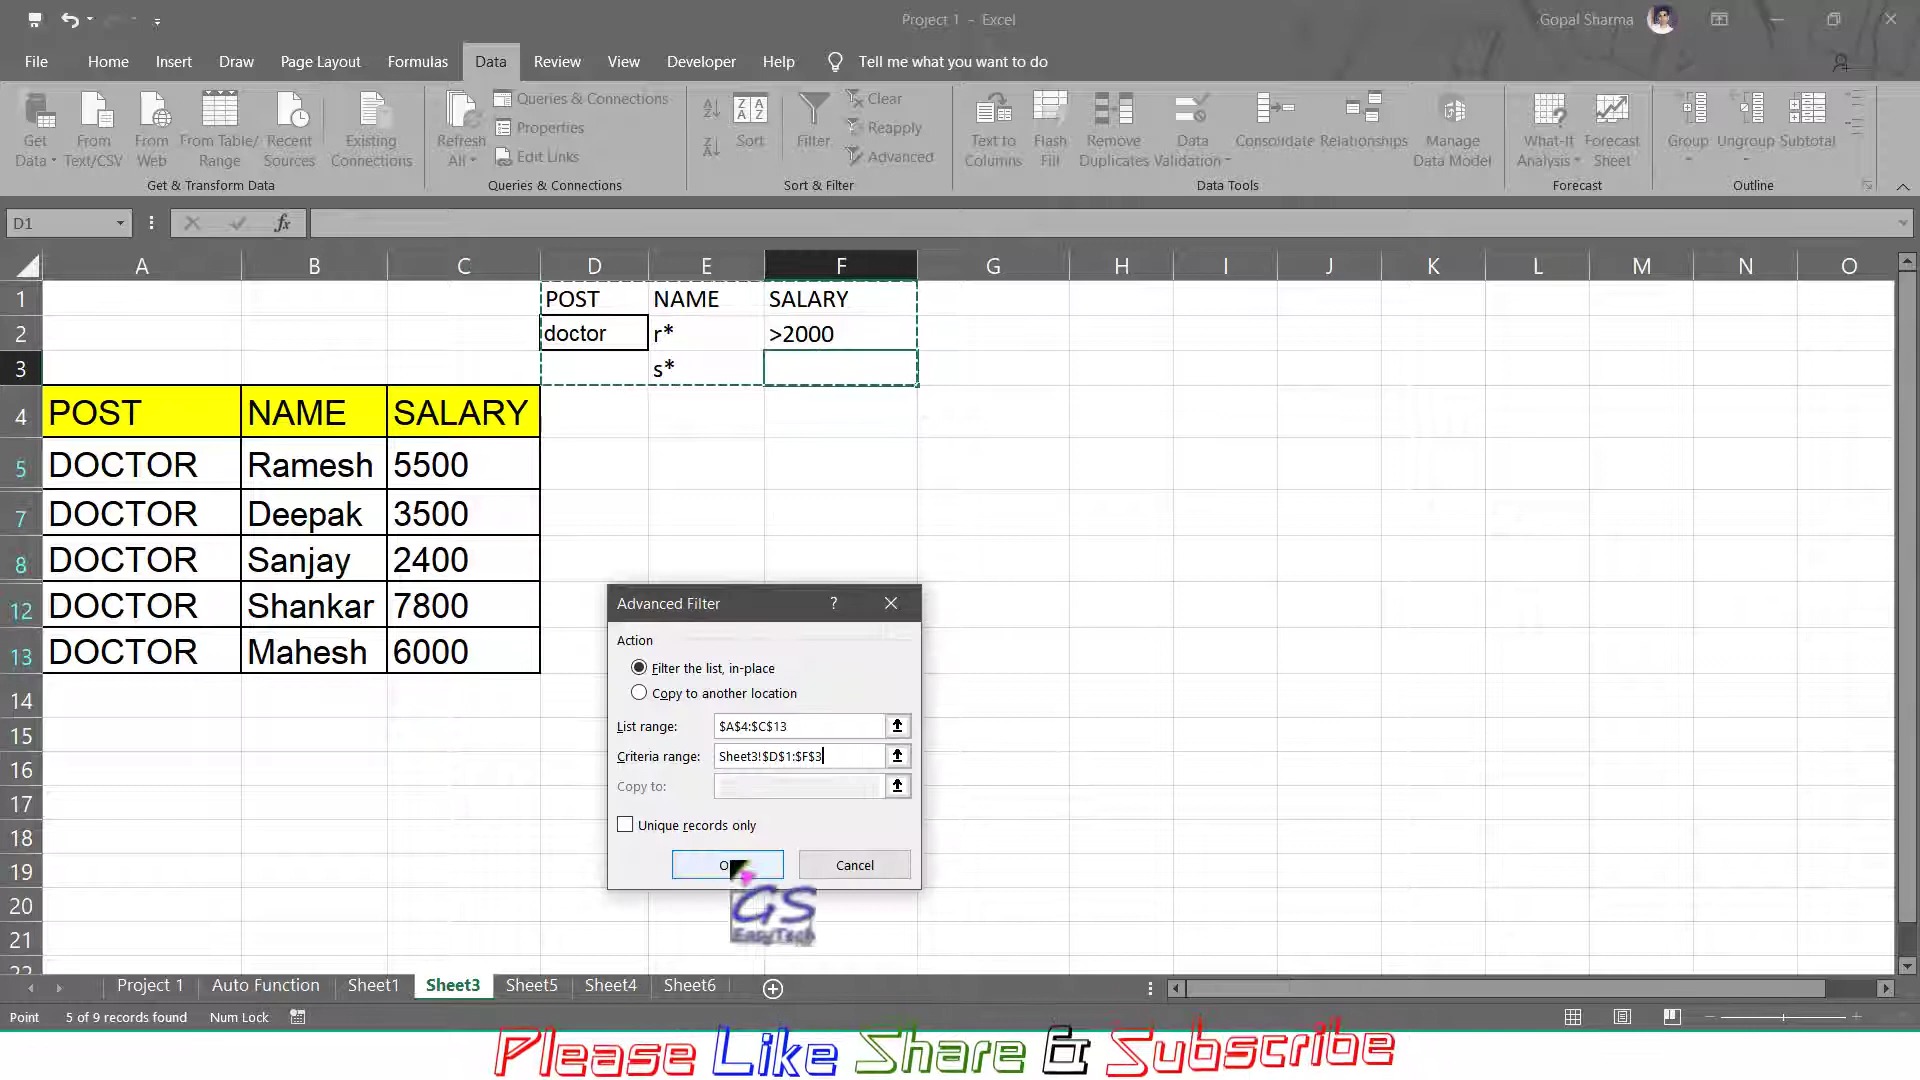 Project 1 - Excel
Gopal Sharma
File Home Insert Draw Page Layout Formulas Data Review View Developer Help Tell me what you want to do
Get Data
From Text/CSV
From Web
From Table/ Range
Recent Sources
Existing Connections
Refresh All
Queries & Connections
Properties
Edit Links
Sort
Filter
Clear
Reapply
Advanced
Text to Columns
Flash Fill
Remove Duplicates
Data Validation
Consolidate
Relationships
Manage Data Model
What-If Analysis
Forecast Sheet
Group
Ungroup
Subtotal
Get & Transform Data
Queries & Connections
Sort & Filter
Data Tools
Forecast
Outline
D1
fx
A B C D E F G H I J K L M N O
1 POST NAME SALARY
2 doctor r* >2000
3 s*
4 POST NAME SALARY
5 DOCTOR Ramesh 5500
7 DOCTOR Deepak 3500
8 DOCTOR Sanjay 2400
12 DOCTOR Shankar 7800
13 DOCTOR Mahesh 6000
14
15
16
17
18
19
20
21
22
Advanced Filter ?
Action
Filter the list, in-place
Copy to another location
List range: $A$4:$C$13
Criteria range: Sheet3!$D$1:$F$3
Copy to:
Unique records only
Cancel
GS
EasyTech
Project 1 Auto Function Sheet1 Sheet3 Sheet5 Sheet4 Sheet6
Point 5 of 9 records found Num Lock
Please Like Share & Subscribe